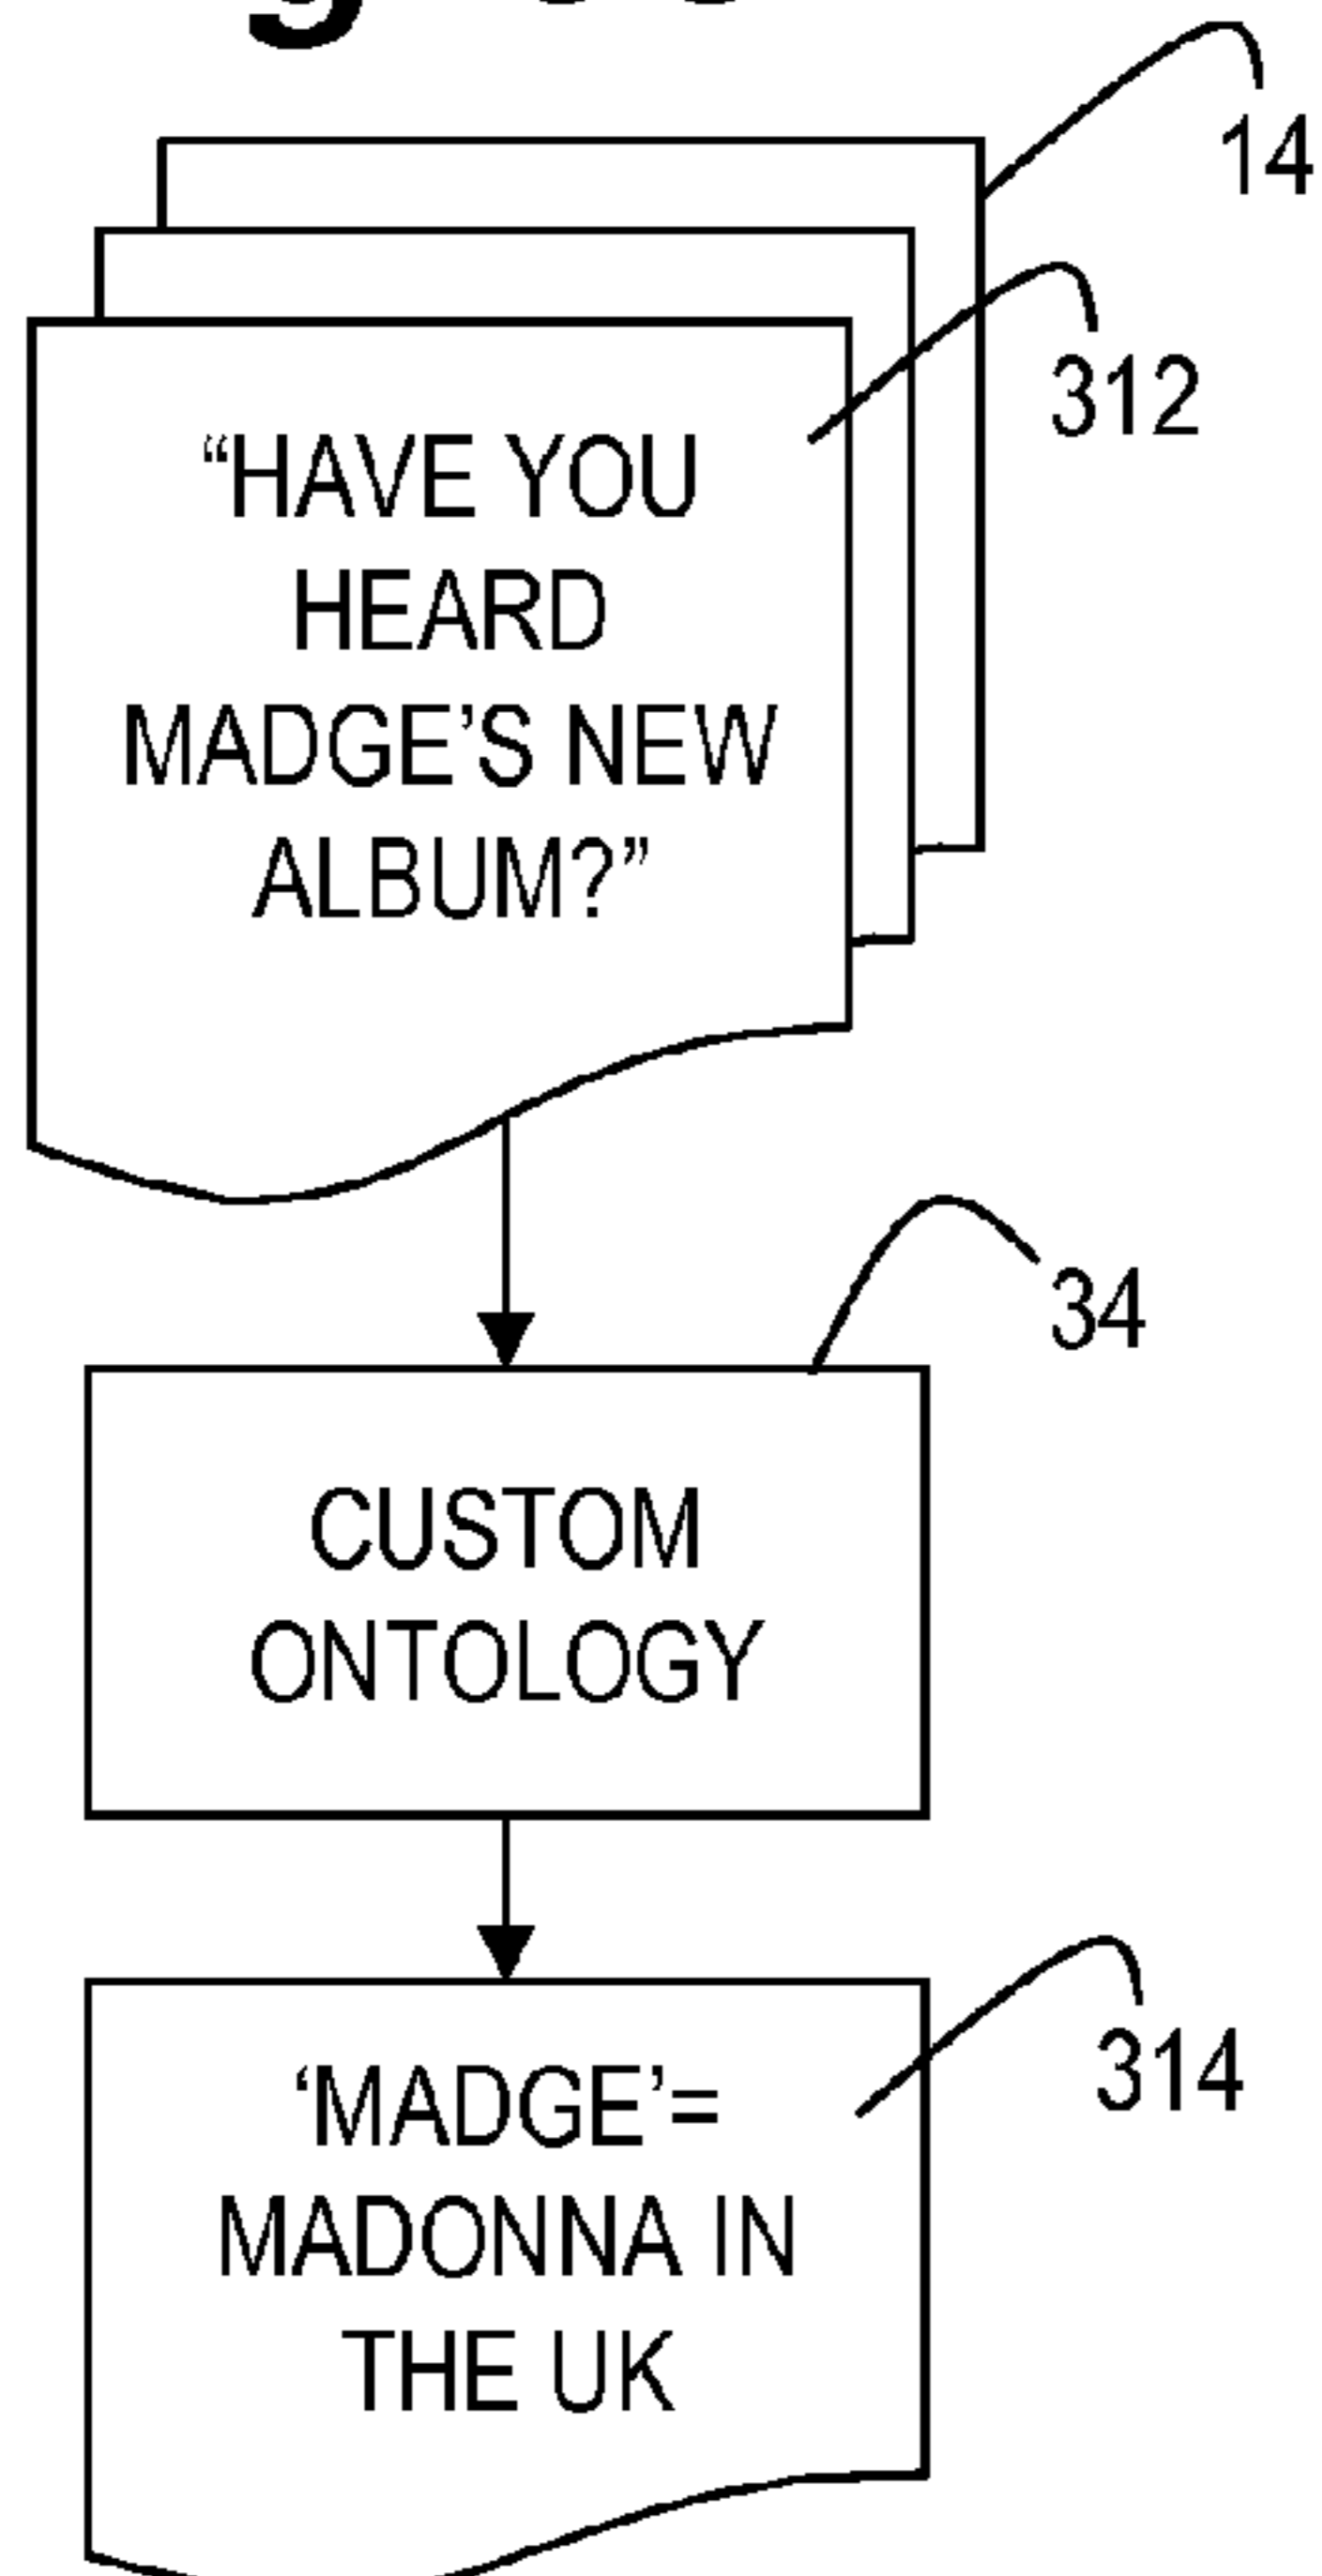 14
312
“HAVE YOU
HEARD
MADGE’S NEW
ALBUM?”
34
CUSTOM
ONTOLOGY
314
‘MADGE’=
MADONNA IN
THE UK